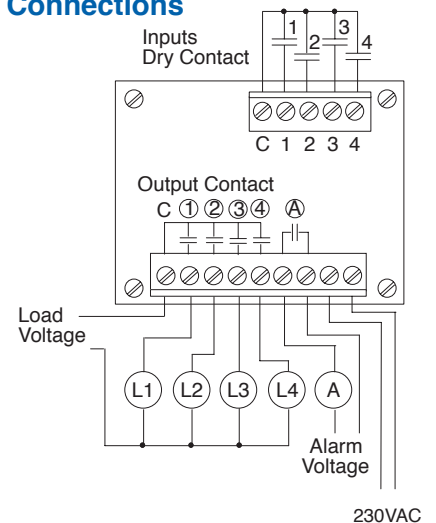 Connections
Inputs
Dry Contact
1 2 3 4
C 1 2 3 4
Output Contact
C ① ② ③ ④ Ⓐ
Load
Voltage
L1 L2 L3 L4 A
Alarm
Voltage
230VAC